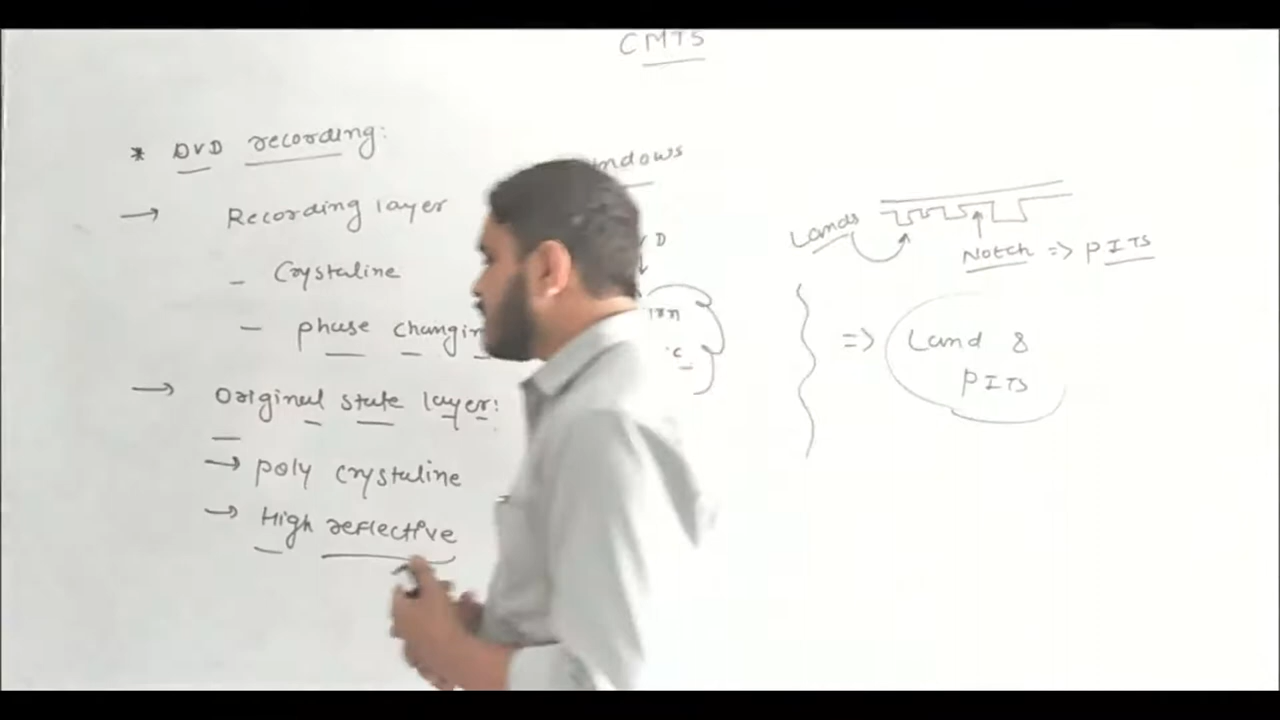 CMTS
* DVD recording:
→ Recording layer
- Crystaline
- phase changin
→ Original state layer:
→ poly crystaline
→ High reflective
ndows
D
Lands
Notch => PITS
=> Land &
PITS